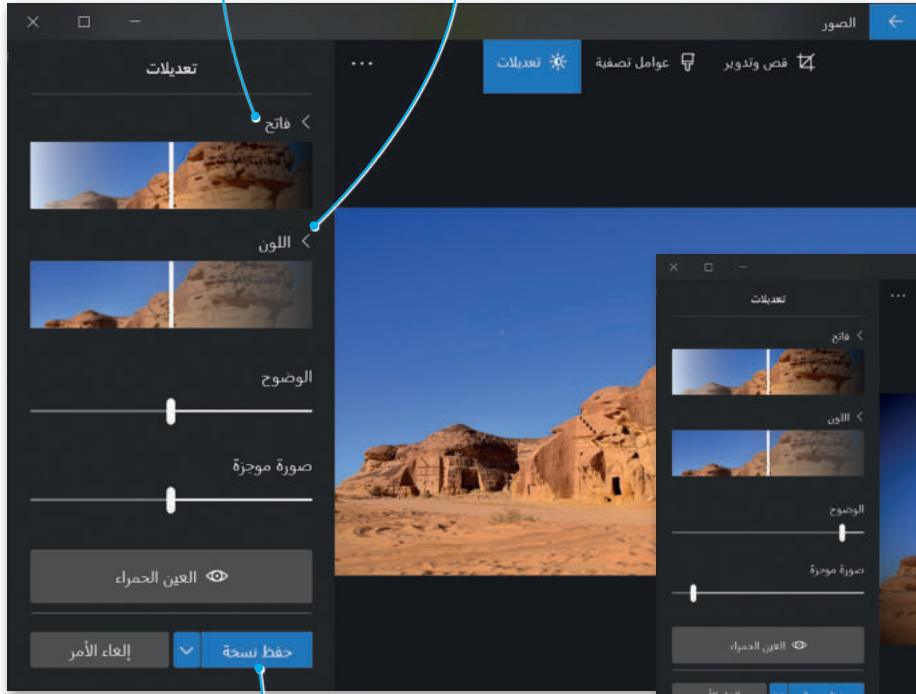 الصور
قص وتدوير
عوامل تصفية
تعديلات
...
تعديلات
فاتح
اللون
الوضوح
صورة موجزة
العين الحمراء
حفظ نسخة
إلغاء الأمر
...
تعديلات
فاتح
اللون
الوضوح
صورة موجزة
العين الحمراء